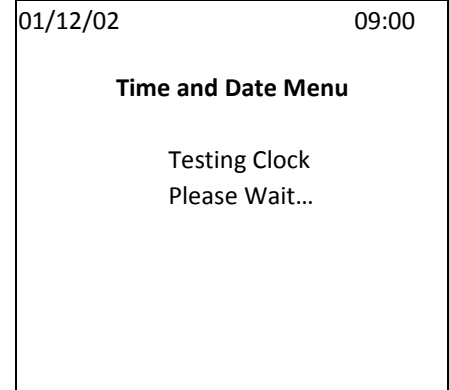 01/12/02 09:00
Time and Date Menu
Testing Clock
Please Wait…